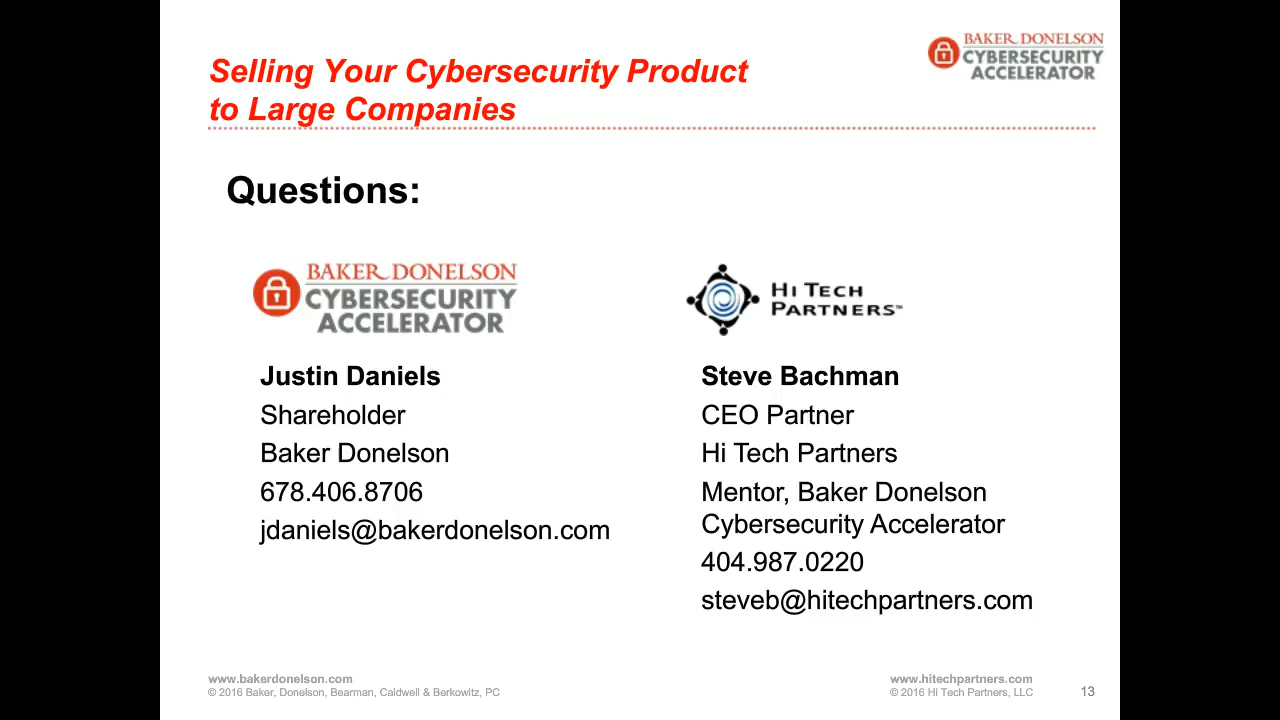 Selling Your Cybersecurity Product
to Large Companies
BAKER DONELSON
CYBERSECURITY
ACCELERATOR
Questions:
BAKER DONELSON
CYBERSECURITY
ACCELERATOR
Justin Daniels
Shareholder
Baker Donelson
678.406.8706
jdaniels@bakerdonelson.com
HI TECH
PARTNERS™
Steve Bachman
CEO Partner
Hi Tech Partners
Mentor, Baker Donelson
Cybersecurity Accelerator
404.987.0220
steveb@hitechpartners.com
www.bakerdonelson.com
© 2016 Baker, Donelson, Bearman, Caldwell & Berkowitz, PC
www.hitechpartners.com
© 2016 Hi Tech Partners, LLC
13